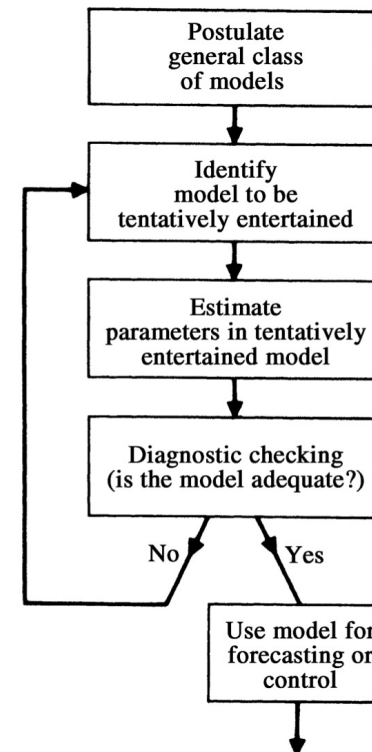 Postulate
general class
of models
Identify
model to be
tentatively entertained
Estimate
parameters in tentatively
entertained model
Diagnostic checking
(is the model adequate?)
No
Yes
Use model for
forecasting or
control